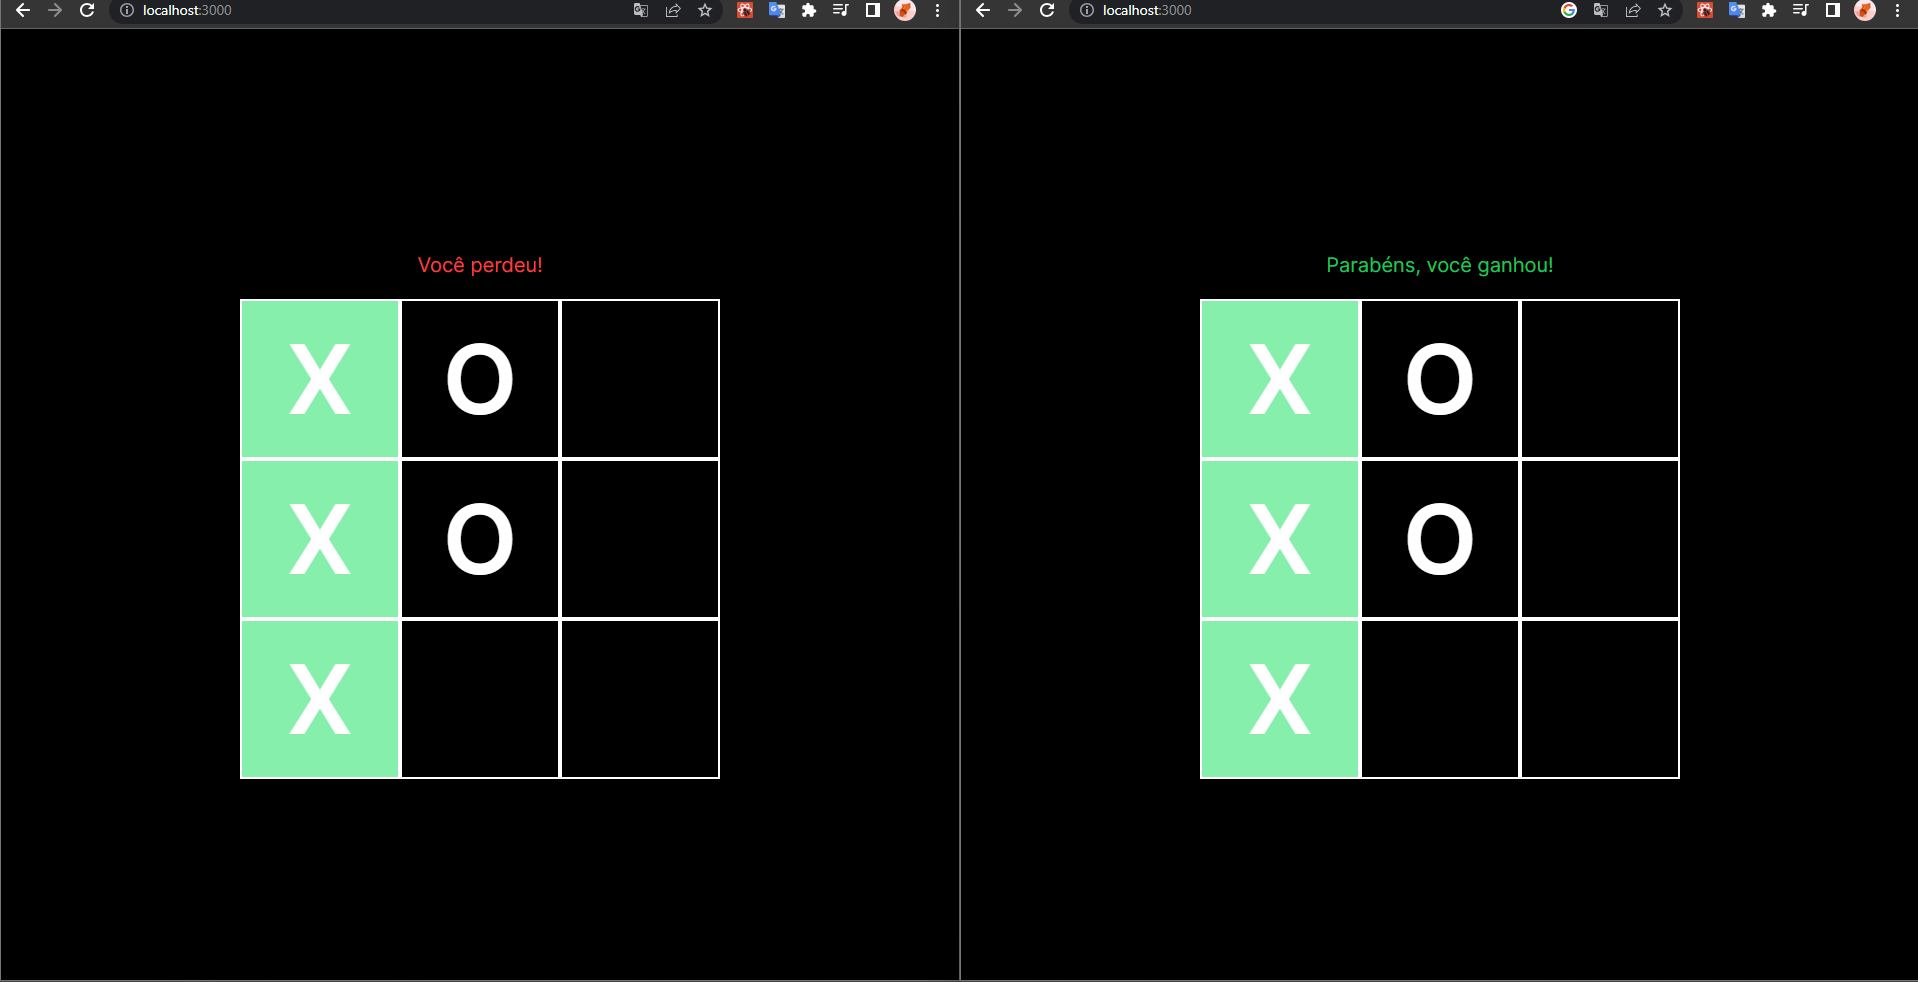 localhost:3000
Você perdeu!
X O
X O
X
localhost:3000
Parabéns, você ganhou!
X O
X O
X